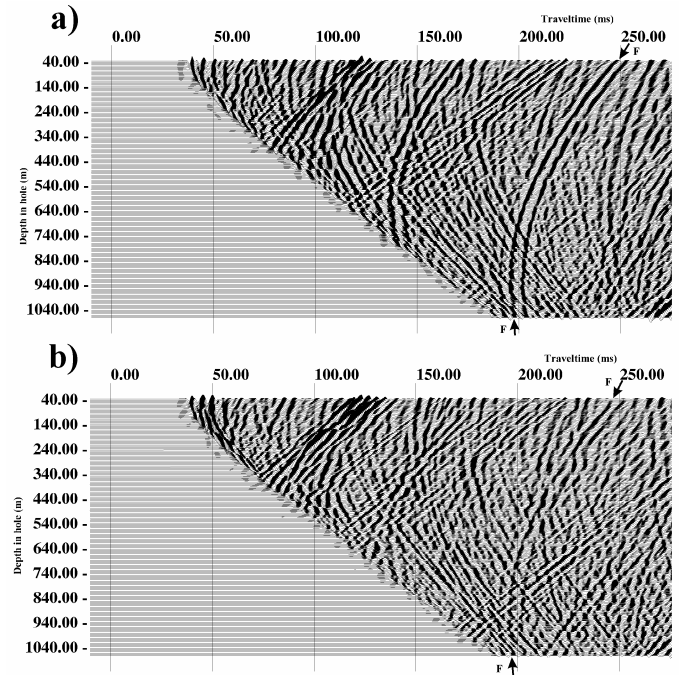 a)
Traveltime (ms)
0.00 50.00 100.00 150.00 200.00 250.00
F
40.00 -
140.00 -
240.00 -
340.00 -
440.00 -
540.00 -
640.00 -
740.00 -
840.00 -
940.00 -
1040.00 -
Depth in hole (m)
F
b)
Traveltime (ms)
0.00 50.00 100.00 150.00 200.00 250.00
F
40.00 -
140.00 -
240.00 -
340.00 -
440.00 -
540.00 -
640.00 -
740.00 -
840.00 -
940.00 -
1040.00 -
Depth in hole (m)
F